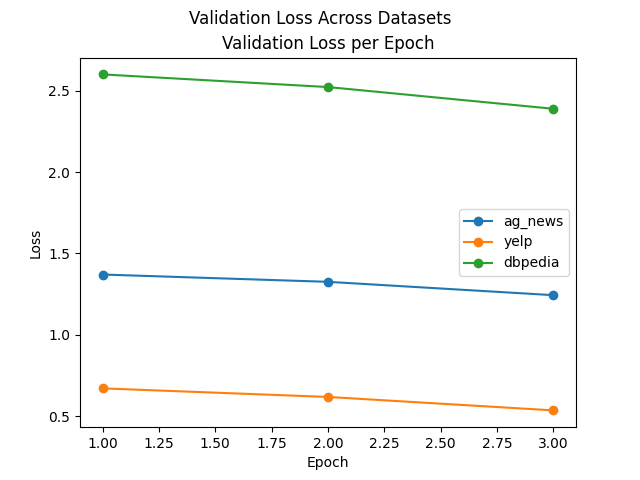 Validation Loss Across Datasets
Validation Loss per Epoch
2.5
2.0
1.5
1.0
0.5
Loss
ag_news
yelp
dbpedia
1.00 1.25 1.50 1.75 2.00 2.25 2.50 2.75 3.00
Epoch